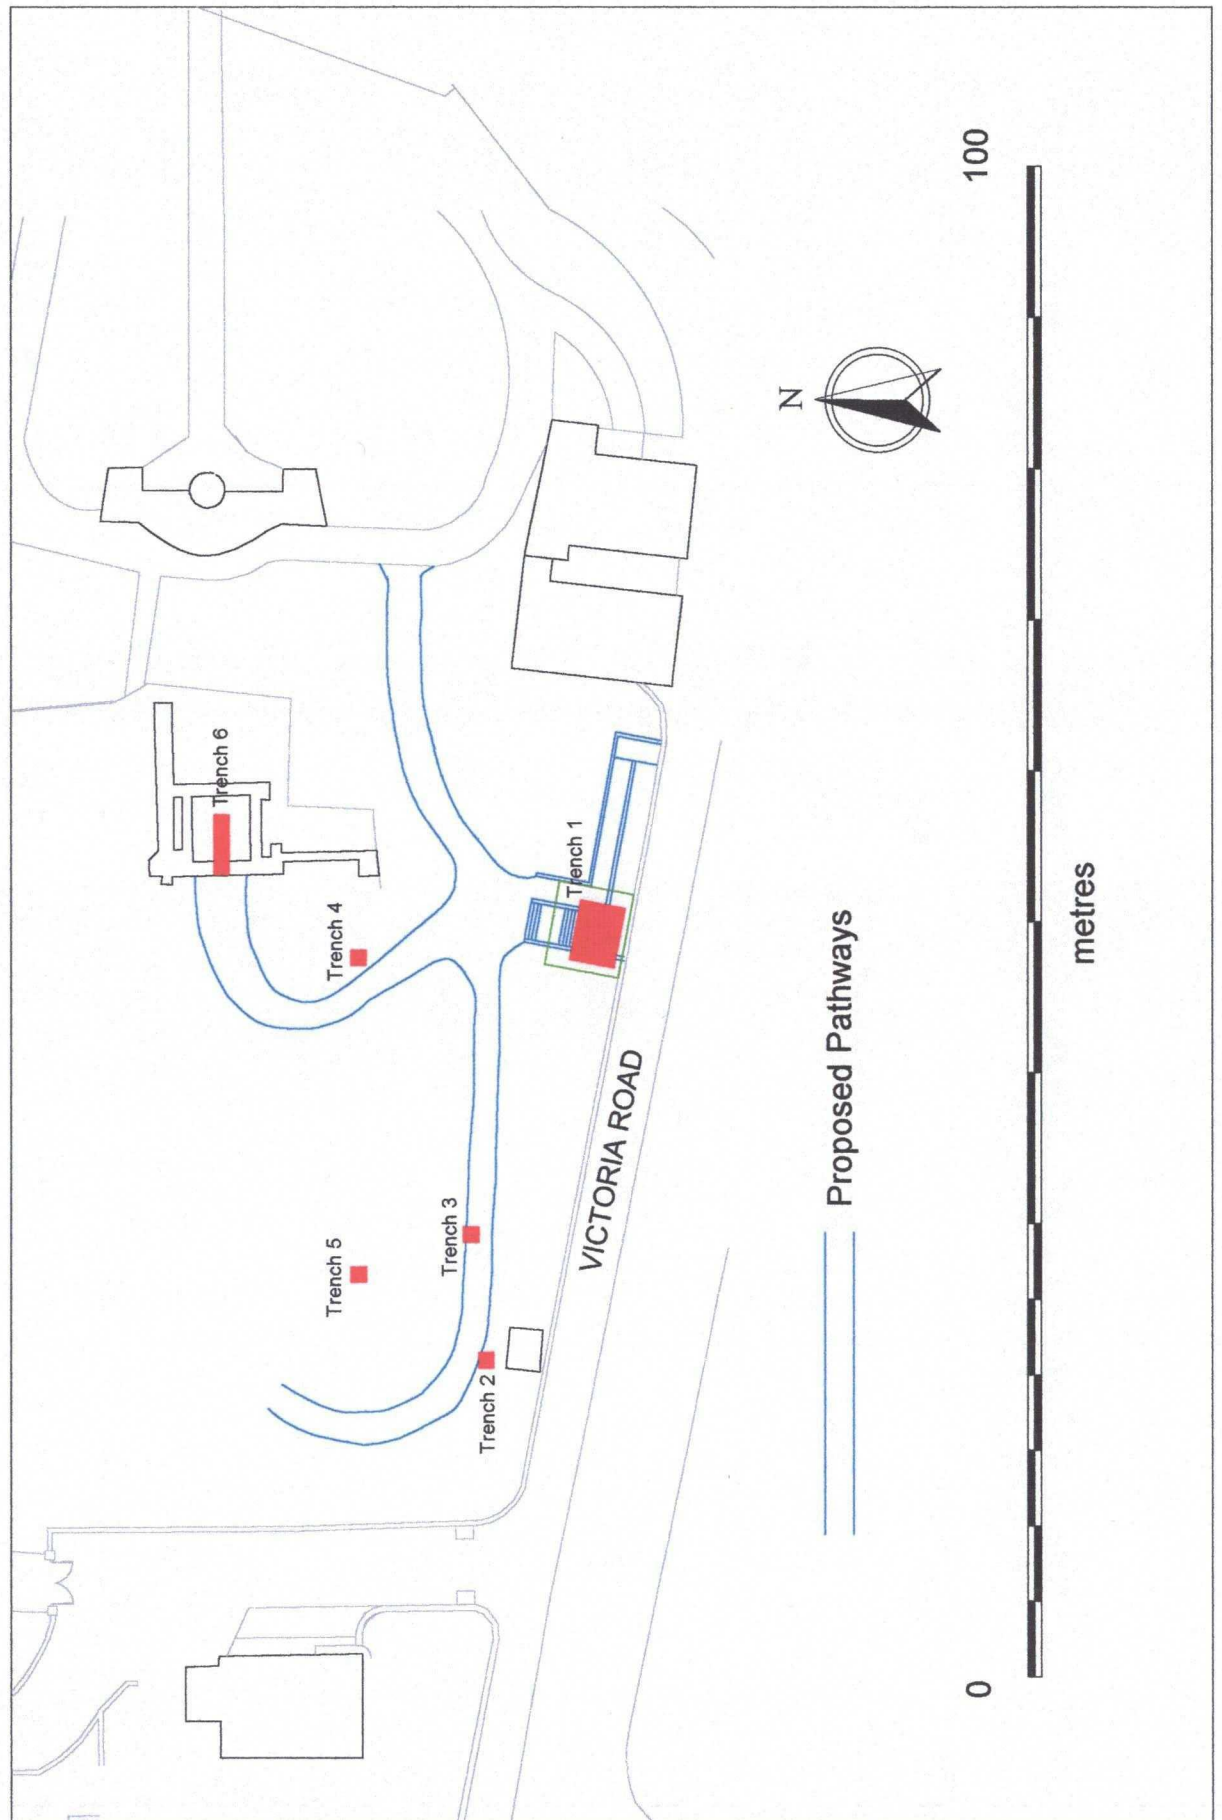 Trench 6
Trench 4
Trench 1
Trench 5
Trench 3
Trench 2
VICTORIA ROAD
N
Proposed Pathways
0
100
metres